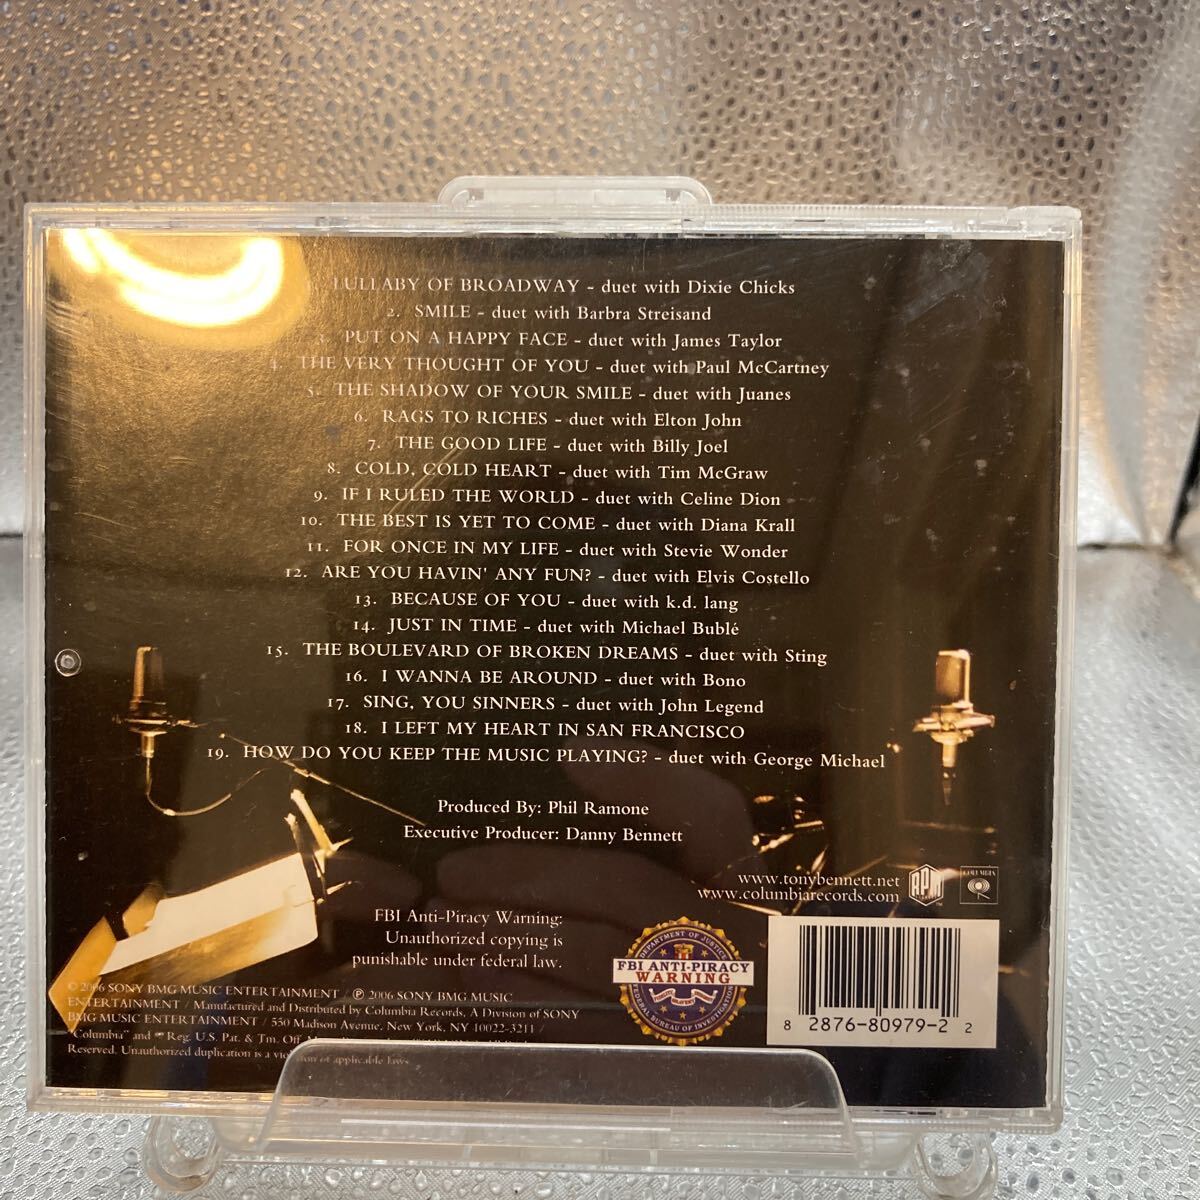 LULLABY OF BROADWAY - duet with Dixie Chicks
2. SMILE - duet with Barbra Streisand
3. PUT ON A HAPPY FACE - duet with James Taylor
4. THE VERY THOUGHT OF YOU - duet with Paul McCartney
5. THE SHADOW OF YOUR SMILE - duet with Juanes
6. RAGS TO RICHES - duet with Elton John
7. THE GOOD LIFE - duet with Billy Joel
8. COLD, COLD HEART - duet with Tim McGraw
9. IF I RULED THE WORLD - duet with Celine Dion
10. THE BEST IS YET TO COME - duet with Diana Krall
11. FOR ONCE IN MY LIFE - duet with Stevie Wonder
12. ARE YOU HAVIN' ANY FUN? - duet with Elvis Costello
13. BECAUSE OF YOU - duet with k.d. lang
14. JUST IN TIME - duet with Michael Bublé
15. THE BOULEVARD OF BROKEN DREAMS - duet with Sting
16. I WANNA BE AROUND - duet with Bono
17. SING, YOU SINNERS - duet with John Legend
18. I LEFT MY HEART IN SAN FRANCISCO
19. HOW DO YOU KEEP THE MUSIC PLAYING? - duet with George Michael
Produced By: Phil Ramone
Executive Producer: Danny Bennett
www.tonybennett.net
www.columbiarecords.com
RPM
COLUMBIA
FBI Anti-Piracy Warning:
Unauthorized copying is
punishable under federal law.
DEPARTMENT OF JUSTICE
FBI ANTI-PIRACY
WARNING
FEDERAL BUREAU OF INVESTIGATION
© 2006 SONY BMG MUSIC ENTERTAINMENT / ℗ 2006 SONY BMG MUSIC
ENTERTAINMENT / Manufactured and Distributed by Columbia Records, A Division of SONY
BMG MUSIC ENTERTAINMENT / 550 Madison Avenue, New York, NY 10022-3211 /
"Columbia" and Reg. U.S. Pat. & Tm. Off.
Reserved. Unauthorized duplication is a violation of applicable laws.
8 2876-80979-2 2